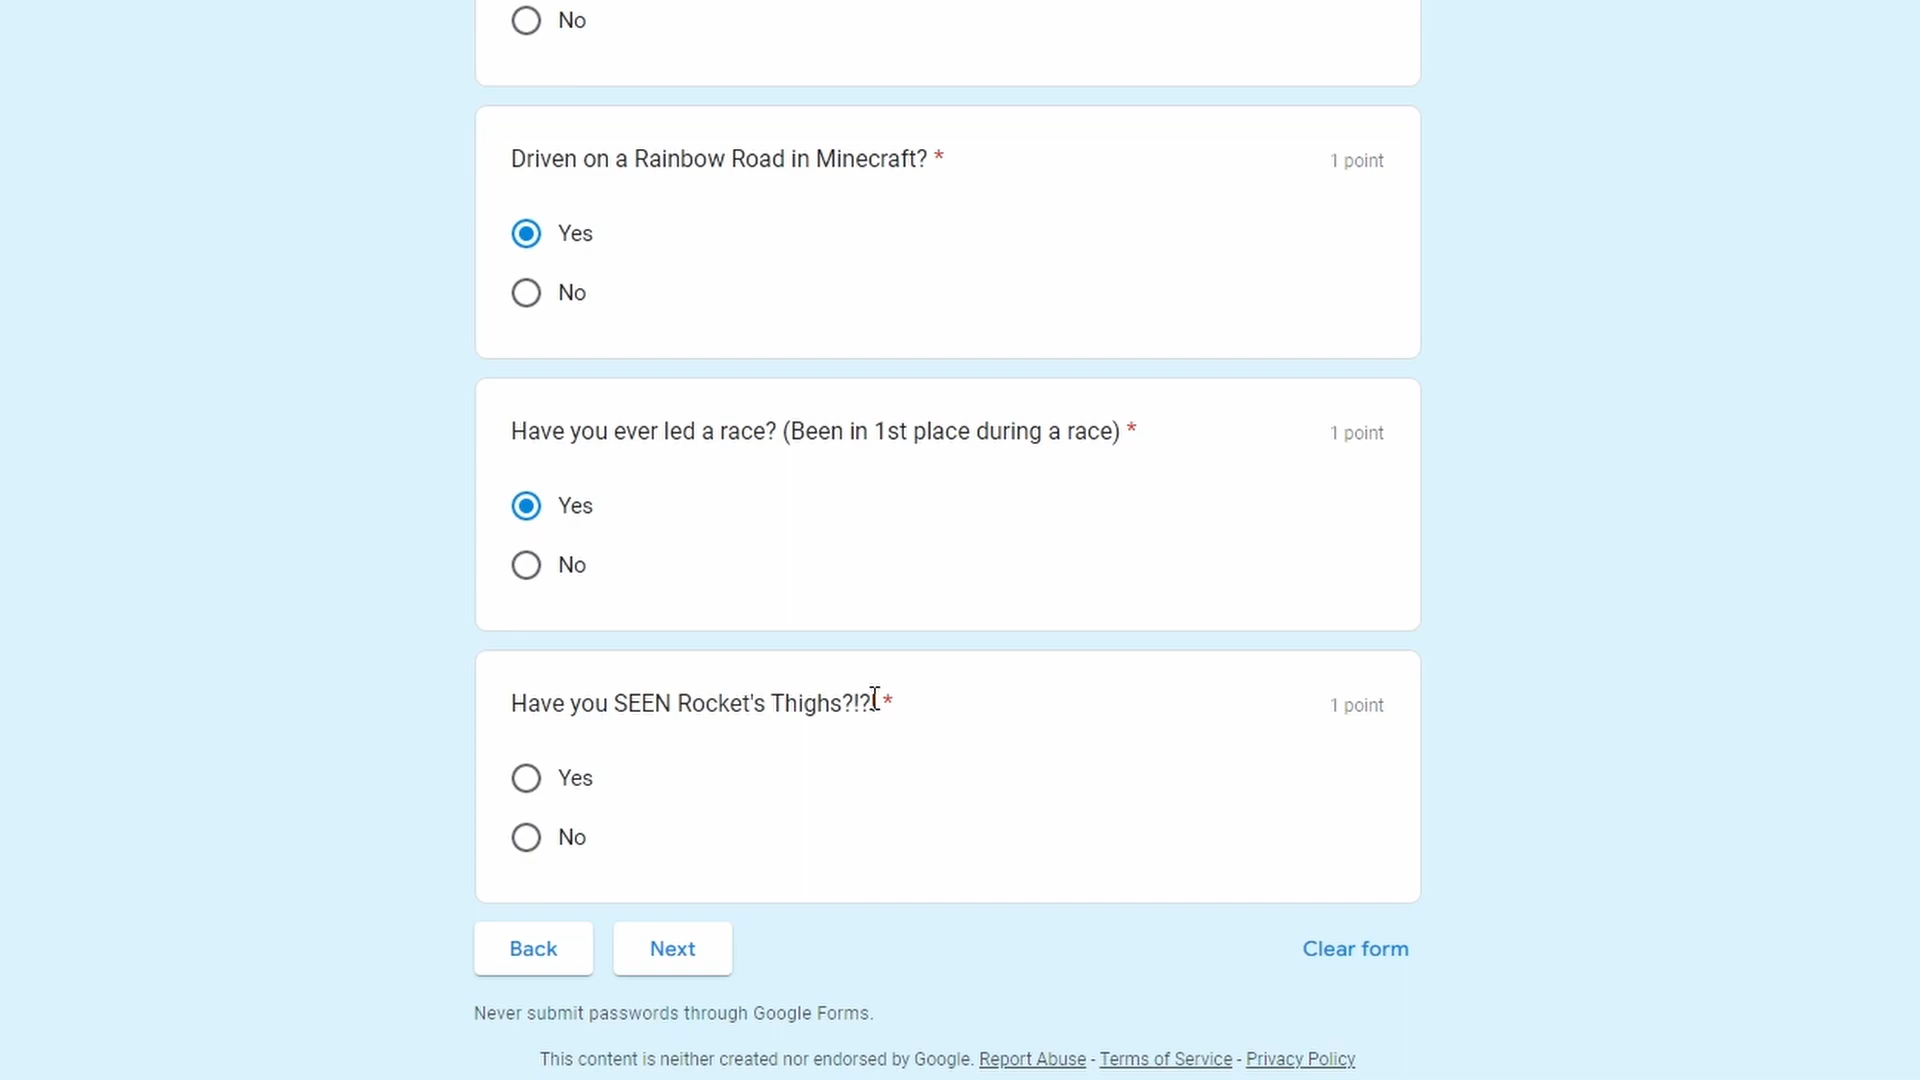 No
Driven on a Rainbow Road in Minecraft? *
1 point
Yes
No
Have you ever led a race? (Been in 1st place during a race) *
1 point
Yes
No
Have you SEEN Rocket's Thighs?!?! *
1 point
Yes
No
Back
Next
Clear form
Never submit passwords through Google Forms.
This content is neither created nor endorsed by Google. Report Abuse - Terms of Service - Privacy Policy